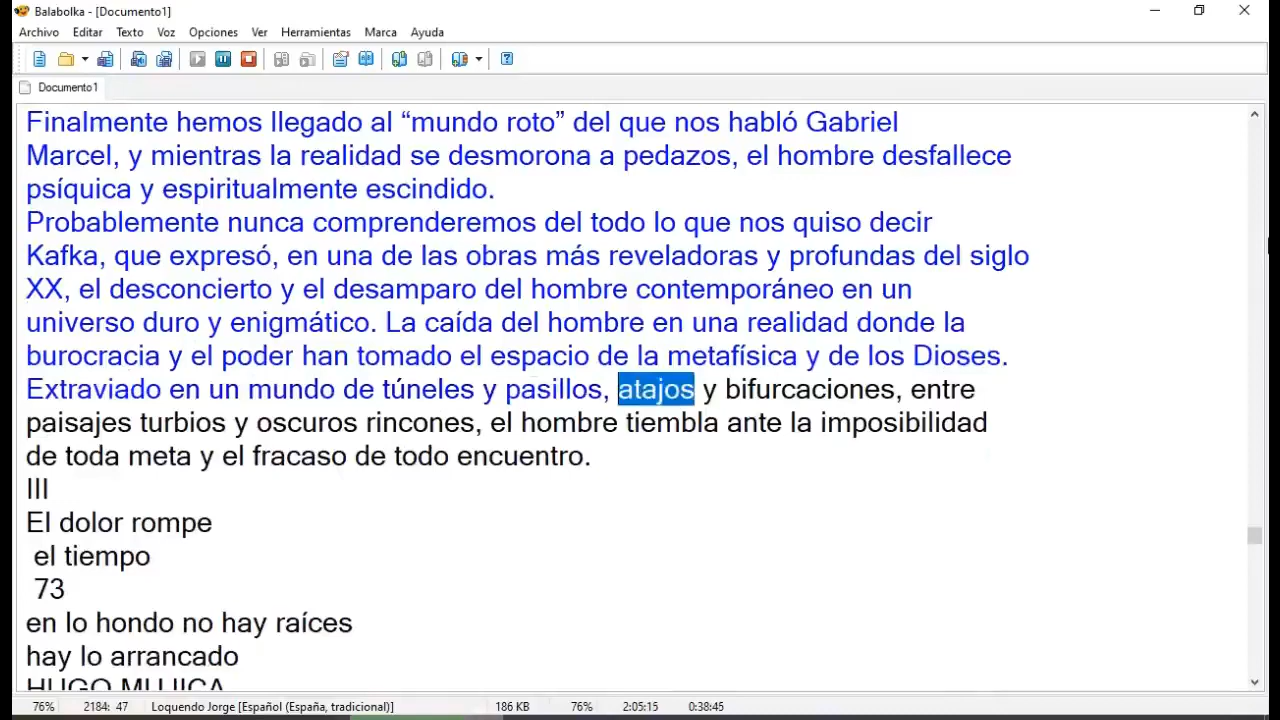 Balabolka - [Documento1]
Archivo Editar Texto Voz Opciones Ver Herramientas Marca Ayuda
Documento1
Finalmente hemos llegado al “mundo roto” del que nos habló Gabriel
Marcel, y mientras la realidad se desmorona a pedazos, el hombre desfallece
psíquica y espiritualmente escindido.
Probablemente nunca comprenderemos del todo lo que nos quiso decir
Kafka, que expresó, en una de las obras más reveladoras y profundas del siglo
XX, el desconcierto y el desamparo del hombre contemporáneo en un
universo duro y enigmático. La caída del hombre en una realidad donde la
burocracia y el poder han tomado el espacio de la metafísica y de los Dioses.
Extraviado en un mundo de túneles y pasillos, atajos y bifurcaciones, entre
paisajes turbios y oscuros rincones, el hombre tiembla ante la imposibilidad
de toda meta y el fracaso de todo encuentro.
III
El dolor rompe
el tiempo
73
en lo hondo no hay raíces
hay lo arrancado
HUGO MUJICA
76% 2184: 47 Loquendo Jorge [Español (España, tradicional)] 186 KB 76% 2:05:15 0:38:45